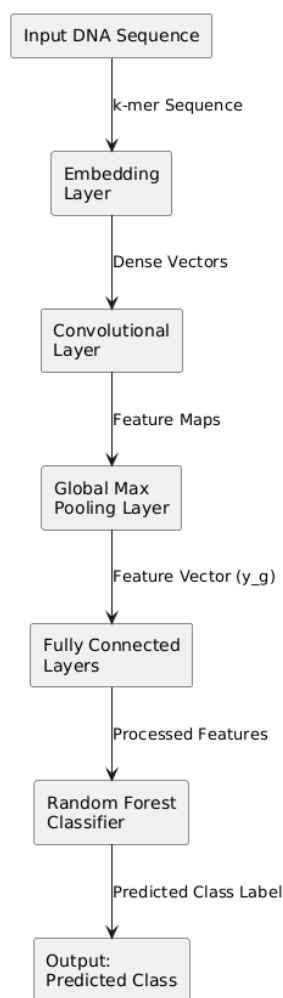 Input DNA Sequence
k-mer Sequence
Embedding
Layer
Dense Vectors
Convolutional
Layer
Feature Maps
Global Max
Pooling Layer
Feature Vector (y_g)
Fully Connected
Layers
Processed Features
Random Forest
Classifier
Predicted Class Label
Output:
Predicted Class